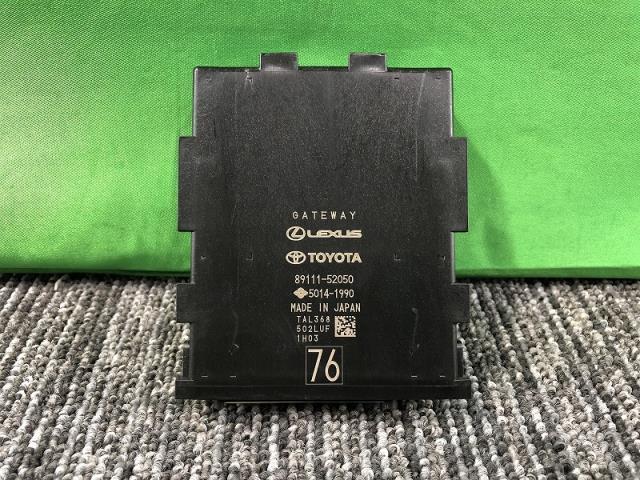 GATEWAY
LEXUS
TOYOTA
89111-52050
5014-1990
MADE IN JAPAN
TAL368
502LUF
1H03
76